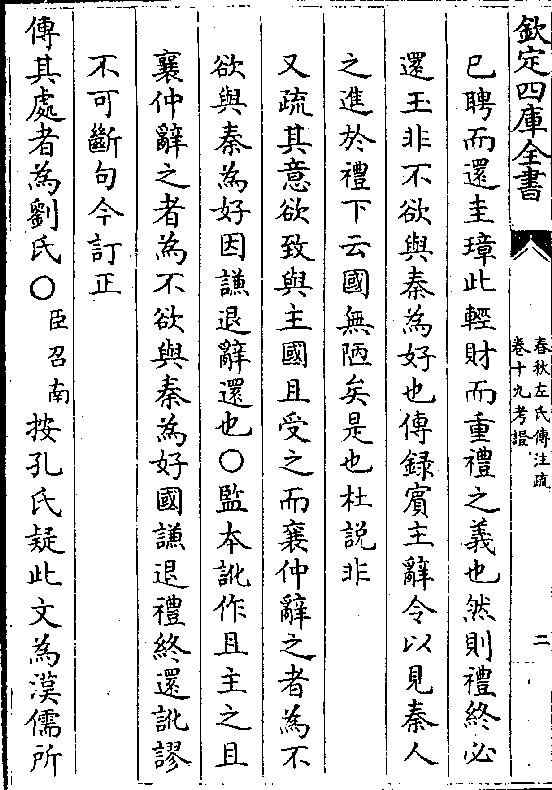 欽定四庫全書
春秋左氏傳注疏
卷十九考證
二
已聘而還圭璋此輕財而重禮之義也然則禮終必
還玉非不欲與秦為好也傳録賓主辭令以見秦人
之進於禮下云國無陋矣是也杜説非
又疏其意欲致與主國且受之而襄仲辭之者為不
欲與秦為好因謙退辭還也〇監本訛作且主之且
襄仲辭之者為不欲與秦為好國謙退禮終還訛謬
不可斷句今訂正
傳其處者為劉氏〇臣召南按孔氏疑此文為漢儒所